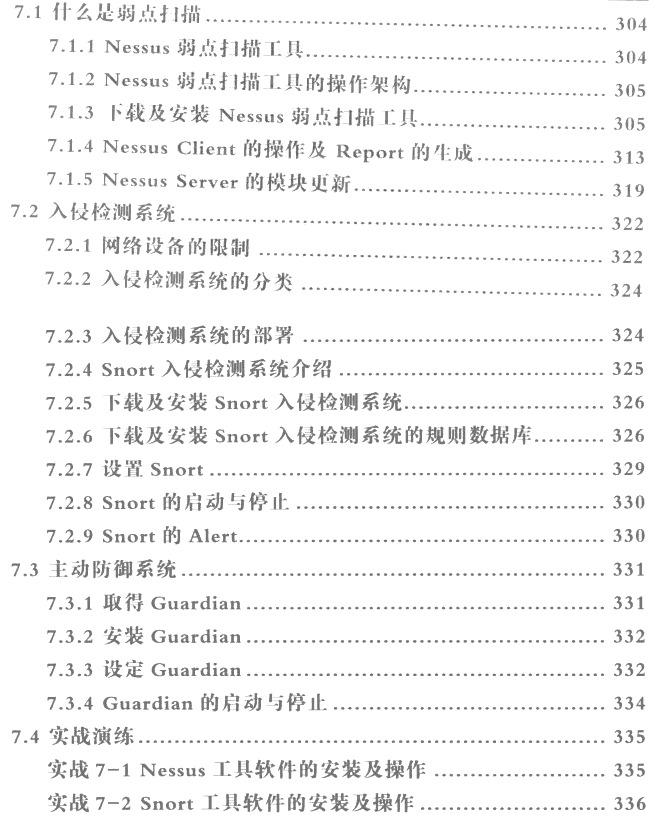 7.1 什么是弱点扫描 ........ 304
7.1.1 Nessus 弱点扫描工具 ........ 304
7.1.2 Nessus 弱点扫描工具的操作架构 ........ 305
7.1.3 下载及安装 Nessus 弱点扫描工具 ........ 305
7.1.4 Nessus Client 的操作及 Report 的生成 ........ 313
7.1.5 Nessus Server 的模块更新 ........ 319
7.2 入侵检测系统 ........ 322
7.2.1 网络设备的限制 ........ 322
7.2.2 入侵检测系统的分类 ........ 324
7.2.3 入侵检测系统的部署 ........ 324
7.2.4 Snort 入侵检测系统介绍 ........ 325
7.2.5 下载及安装 Snort 入侵检测系统 ........ 326
7.2.6 下载及安装 Snort 入侵检测系统的规则数据库 ........ 326
7.2.7 设置 Snort ........ 329
7.2.8 Snort 的启动与停止 ........ 330
7.2.9 Snort 的 Alert ........ 330
7.3 主动防御系统 ........ 331
7.3.1 取得 Guardian ........ 331
7.3.2 安装 Guardian ........ 332
7.3.3 设定 Guardian ........ 332
7.3.4 Guardian 的启动与停止 ........ 334
7.4 实战演练 ........ 335
实战 7-1 Nessus 工具软件的安装及操作 ........ 335
实战 7-2 Snort 工具软件的安装及操作 ........ 336